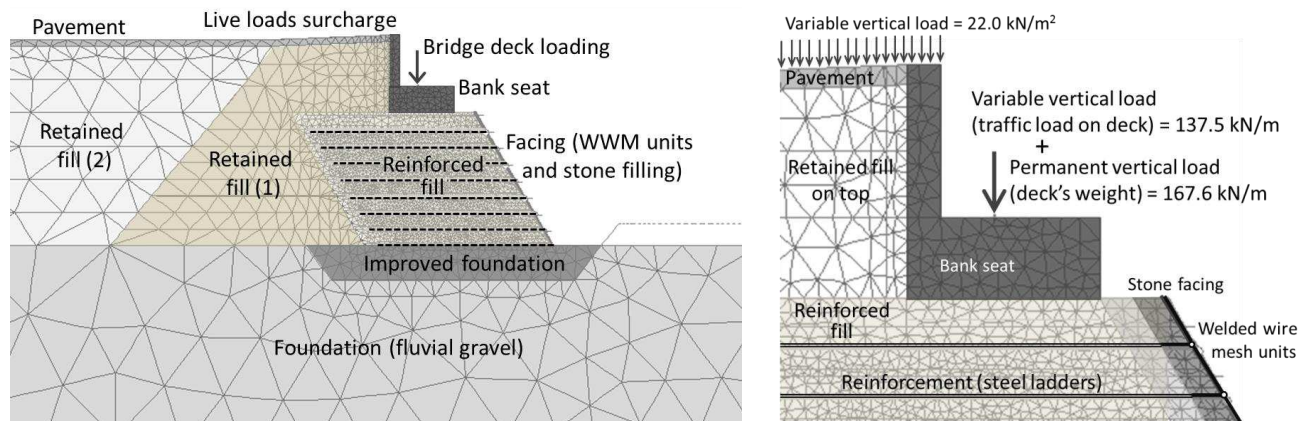 Live loads surcharge
Pavement
Bridge deck loading
Bank seat
Retained
fill (2)
Retained
fill (1)
Reinforced
fill
Facing (WWM units
and stone filling)
Improved foundation
Foundation (fluvial gravel)
Variable vertical load = 22.0 kN/m²
Pavement
Variable vertical load
(traffic load on deck) = 137.5 kN/m
+
Permanent vertical load
(deck's weight) = 167.6 kN/m
Retained fill
on top
Bank seat
Stone facing
Reinforced
fill
Welded wire
mesh units
Reinforcement (steel ladders)